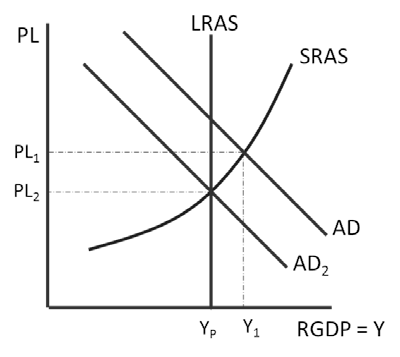 PL
LRAS
SRAS
PL₁
PL₂
AD
AD₂
Yₚ
Y₁
RGDP = Y